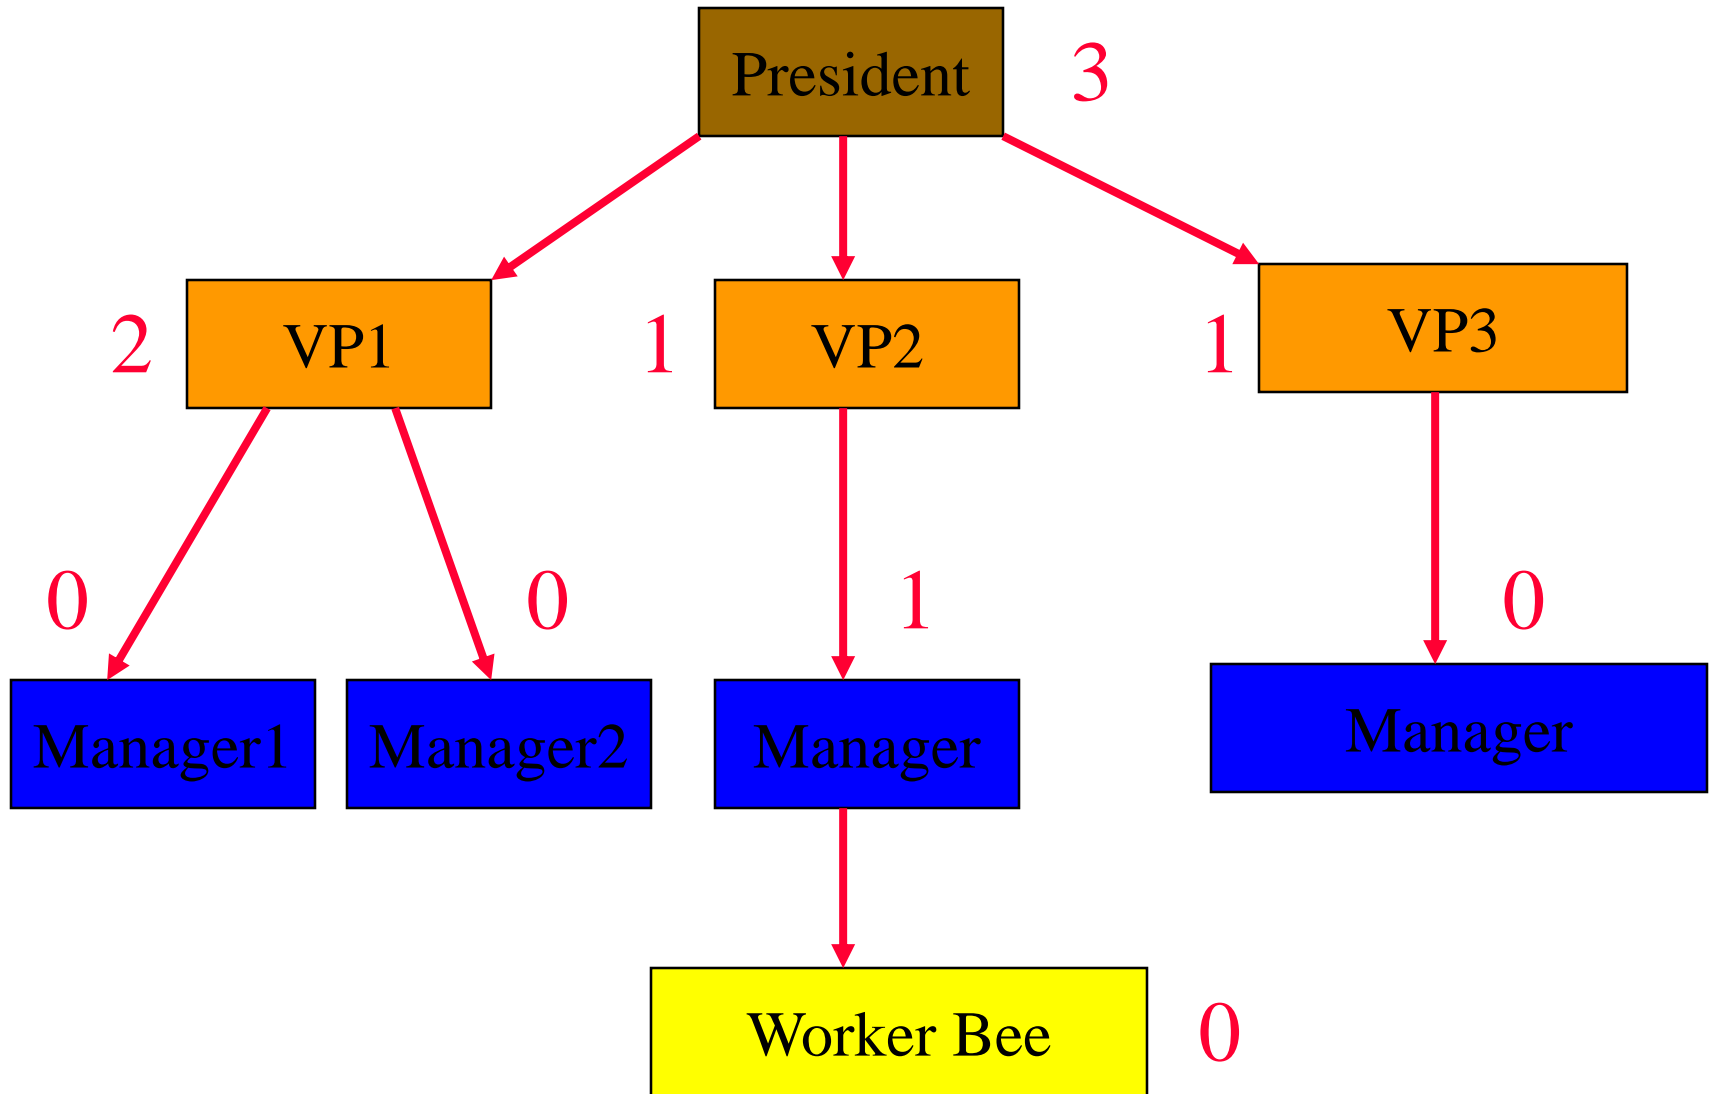 President 3
2 VP1 1 VP2 1 VP3
0 0 1 0
Manager1 Manager2 Manager Manager
Worker Bee 0